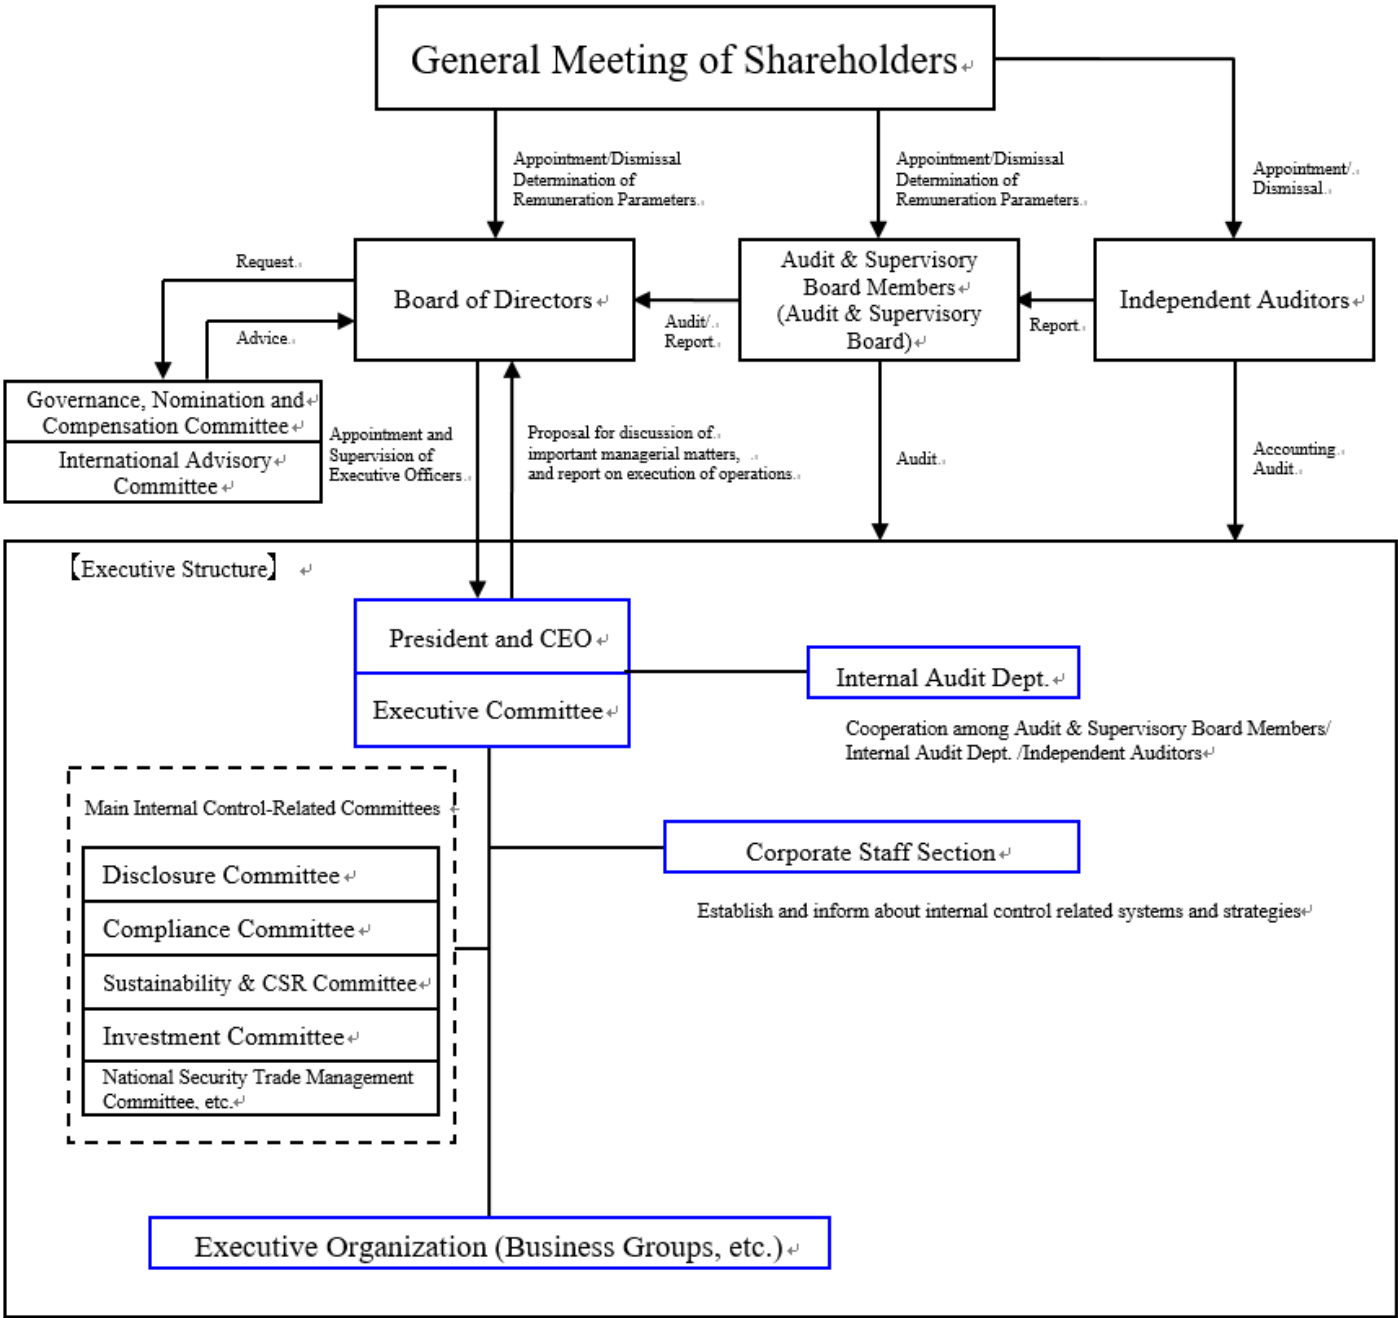 General Meeting of Shareholders
Appointment/Dismissal
Determination of
Remuneration Parameters.
Appointment/Dismissal
Determination of
Remuneration Parameters.
Appointment/.
Dismissal.
Request.
Board of Directors
Audit & Supervisory
Board Members
(Audit & Supervisory
Board)
Independent Auditors
Advice.
Audit/.
Report.
Report.
Governance, Nomination and
Compensation Committee
International Advisory
Committee
Appointment and
Supervision of
Executive Officers.
Proposal for discussion of.
important managerial matters, .
and report on execution of operations.
Audit.
Accounting.
Audit.
【Executive Structure】
President and CEO
Executive Committee
Internal Audit Dept.
Cooperation among Audit & Supervisory Board Members/
Internal Audit Dept. /Independent Auditors
Main Internal Control-Related Committees
Disclosure Committee
Compliance Committee
Sustainability & CSR Committee
Investment Committee
National Security Trade Management
Committee, etc.
Corporate Staff Section
Establish and inform about internal control related systems and strategies
Executive Organization (Business Groups, etc.)